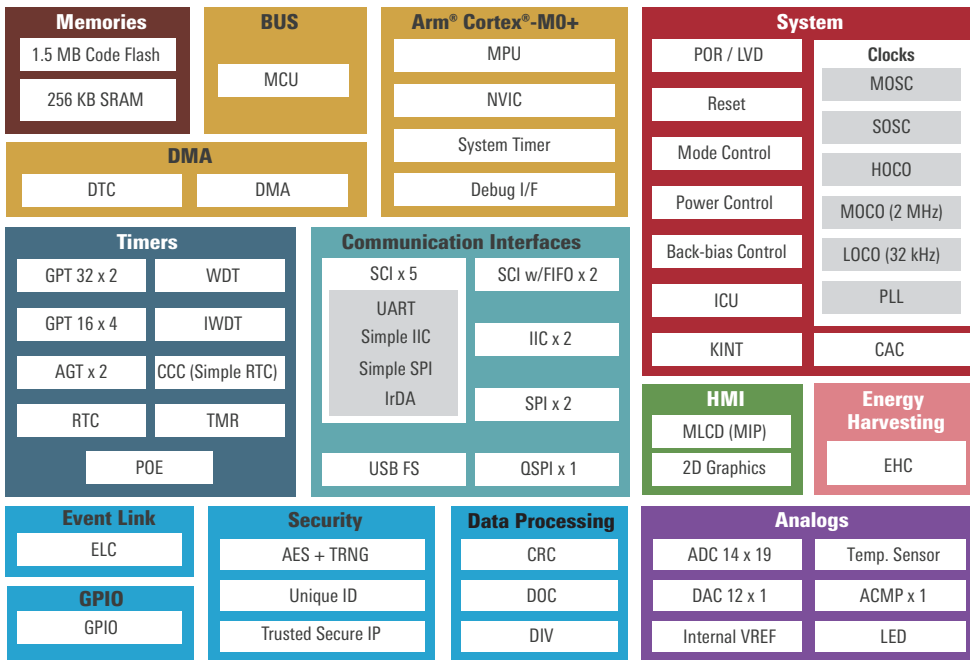 Memories
1.5 MB Code Flash
256 KB SRAM
BUS
MCU
DMA
DTC
DMA
Arm® Cortex®-M0+
MPU
NVIC
System Timer
Debug I/F
System
POR / LVD
Reset
Mode Control
Power Control
Back-bias Control
ICU
KINT
Clocks
MOSC
SOSC
HOCO
MOCO (2 MHz)
LOCO (32 kHz)
PLL
CAC
Timers
GPT 32 x 2
WDT
GPT 16 x 4
IWDT
AGT x 2
CCC (Simple RTC)
RTC
TMR
POE
Communication Interfaces
SCI x 5
UART
Simple IIC
Simple SPI
IrDA
USB FS
SCI w/FIFO x 2
IIC x 2
SPI x 2
QSPI x 1
HMI
MLCD (MIP)
2D Graphics
Energy
Harvesting
EHC
Event Link
ELC
GPIO
GPIO
Security
AES + TRNG
Unique ID
Trusted Secure IP
Data Processing
CRC
DOC
DIV
Analogs
ADC 14 x 19
Temp. Sensor
DAC 12 x 1
ACMP x 1
Internal VREF
LED